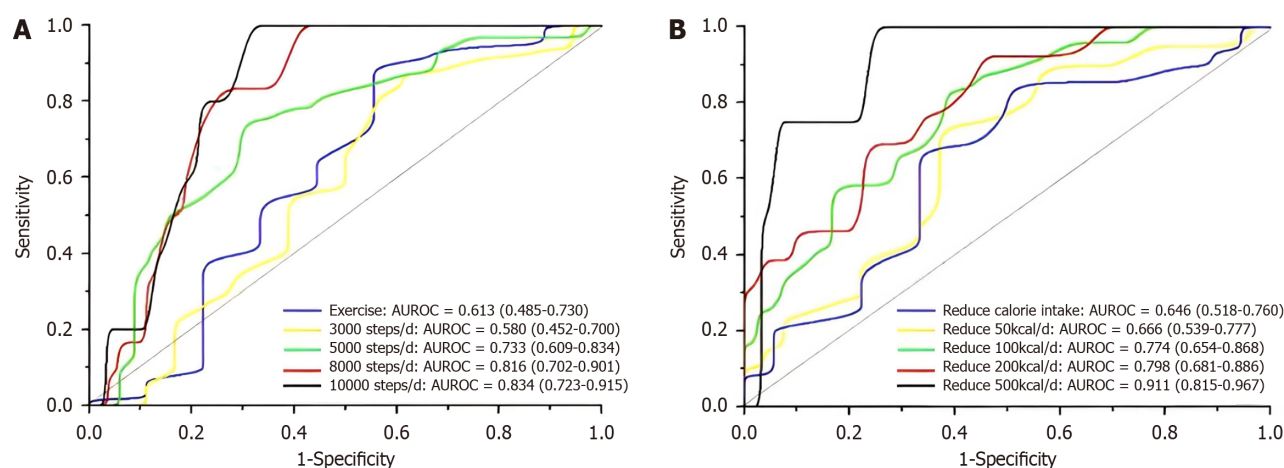 A
1.0
0.8
0.6
0.4
0.2
0.0
Sensitivity
0.0
0.2
0.4
0.6
0.8
1.0
1-Specificity
Exercise: AUROC = 0.613 (0.485-0.730)
3000 steps/d: AUROC = 0.580 (0.452-0.700)
5000 steps/d: AUROC = 0.733 (0.609-0.834)
8000 steps/d: AUROC = 0.816 (0.702-0.901)
10000 steps/d: AUROC = 0.834 (0.723-0.915)
B
1.0
0.8
0.6
0.4
0.2
0.0
Sensitivity
0.0
0.2
0.4
0.6
0.8
1.0
1-Specificity
Reduce calorie intake: AUROC = 0.646 (0.518-0.760)
Reduce 50kcal/d: AUROC = 0.666 (0.539-0.777)
Reduce 100kcal/d: AUROC = 0.774 (0.654-0.868)
Reduce 200kcal/d: AUROC = 0.798 (0.681-0.886)
Reduce 500kcal/d: AUROC = 0.911 (0.815-0.967)